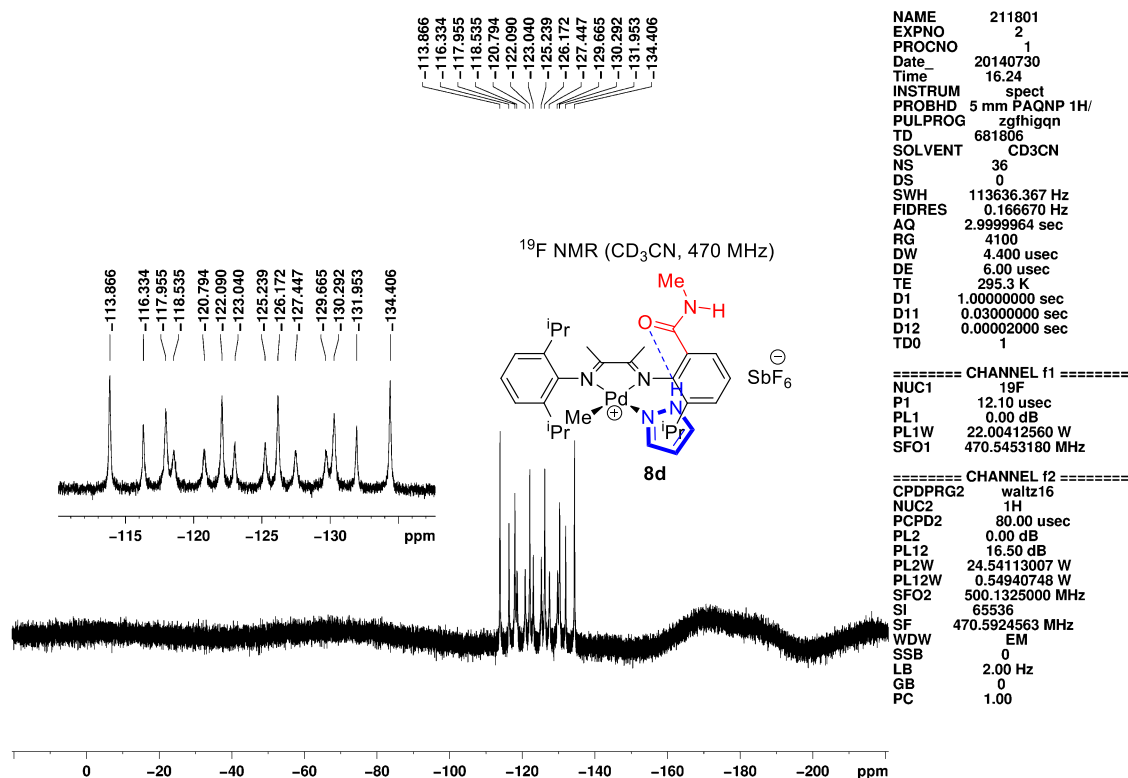 -113.866
-116.334
-117.955
-118.535
-120.794
-122.090
-123.040
-125.239
-126.172
-127.447
-129.665
-130.292
-131.953
-134.406
NAME 211801
EXPNO 2
PROCNO 1
Date_ 20140730
Time 16.24
INSTRUM spect
PROBHD 5 mm PAQNP 1H/
PULPROG zgfhigqn
TD 681806
SOLVENT CD3CN
NS 36
DS 0
SWH 113636.367 Hz
FIDRES 0.166670 Hz
AQ 2.9999964 sec
RG 4100
DW 4.400 usec
DE 6.00 usec
TE 295.3 K
D1 1.00000000 sec
D11 0.03000000 sec
D12 0.00002000 sec
TD0 1
======== CHANNEL f1 ========
NUC1 19F
P1 12.10 usec
PL1 0.00 dB
PL1W 22.00412560 W
SFO1 470.5453180 MHz
======== CHANNEL f2 ========
CPDPRG2 waltz16
NUC2 1H
PCPD2 80.00 usec
PL2 0.00 dB
PL12 16.50 dB
PL2W 24.54113007 W
PL12W 0.54940748 W
SFO2 500.1325000 MHz
SI 65536
SF 470.5924563 MHz
WDW EM
SSB 0
LB 2.00 Hz
GB 0
PC 1.00
¹⁹F NMR (CD₃CN, 470 MHz)
-113.866
-116.334
-117.955
-118.535
-120.794
-122.090
-123.040
-125.239
-126.172
-127.447
-129.665
-130.292
-131.953
-134.406
Me
N H
O
ⁱPr
N N H
SbF₆ ⊖
Pd
Me ⊕
N N
ⁱPr
ⁱPr
8d
-115 -120 -125 -130 ppm
0 -20 -40 -60 -80 -100 -120 -140 -160 -180 -200 ppm